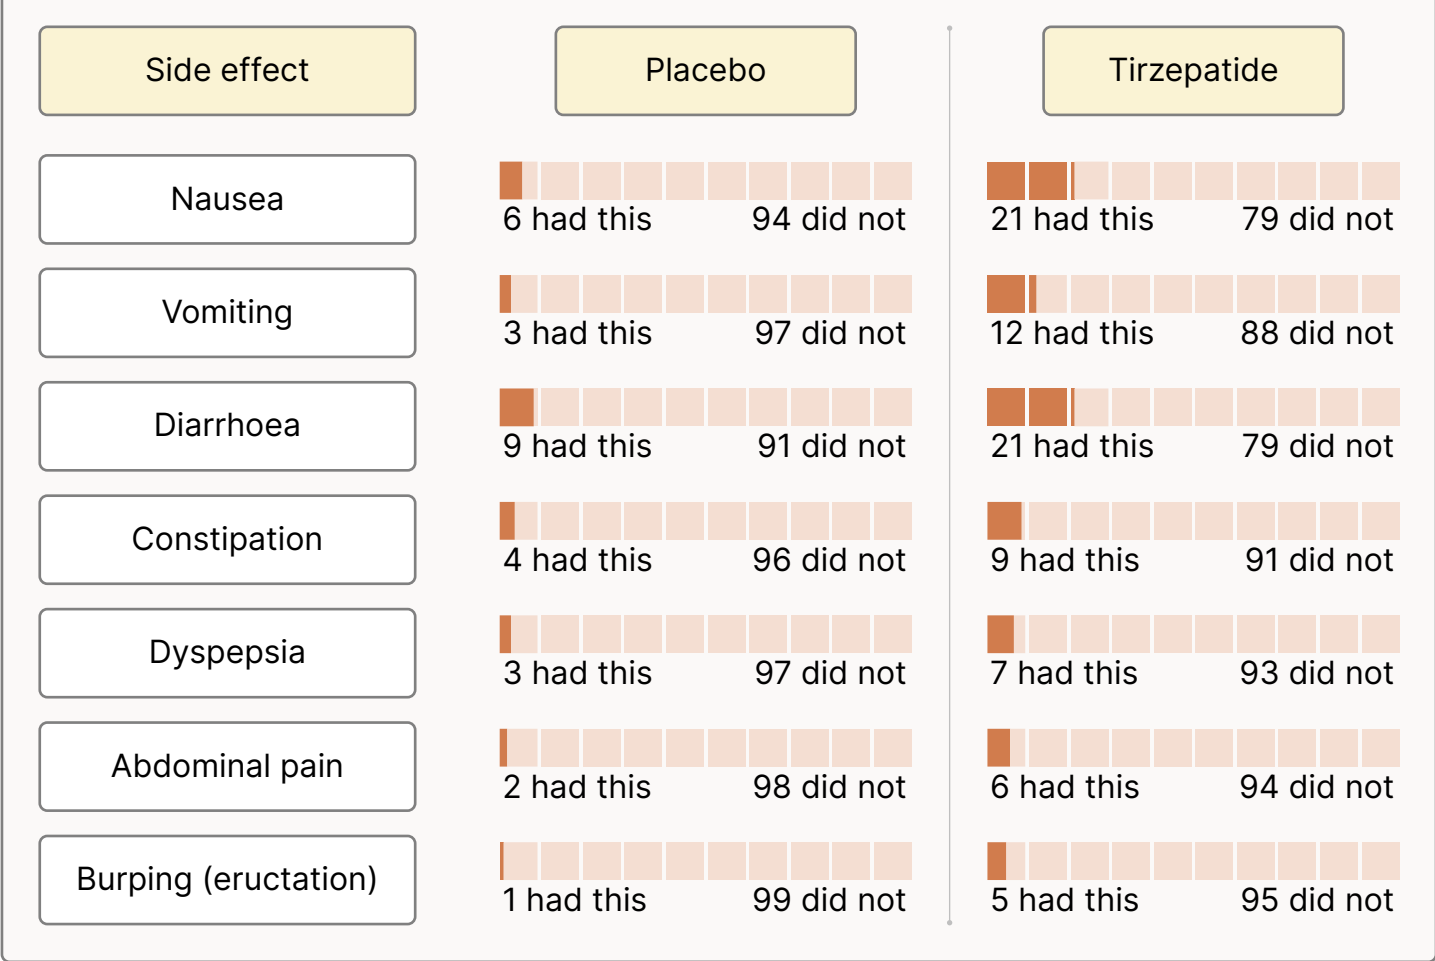 Side effect
Placebo
Tirzepatide
Nausea
6 had this 94 did not
21 had this 79 did not
Vomiting
3 had this 97 did not
12 had this 88 did not
Diarrhoea
9 had this 91 did not
21 had this 79 did not
Constipation
4 had this 96 did not
9 had this 91 did not
Dyspepsia
3 had this 97 did not
7 had this 93 did not
Abdominal pain
2 had this 98 did not
6 had this 94 did not
Burping (eructation)
1 had this 99 did not
5 had this 95 did not